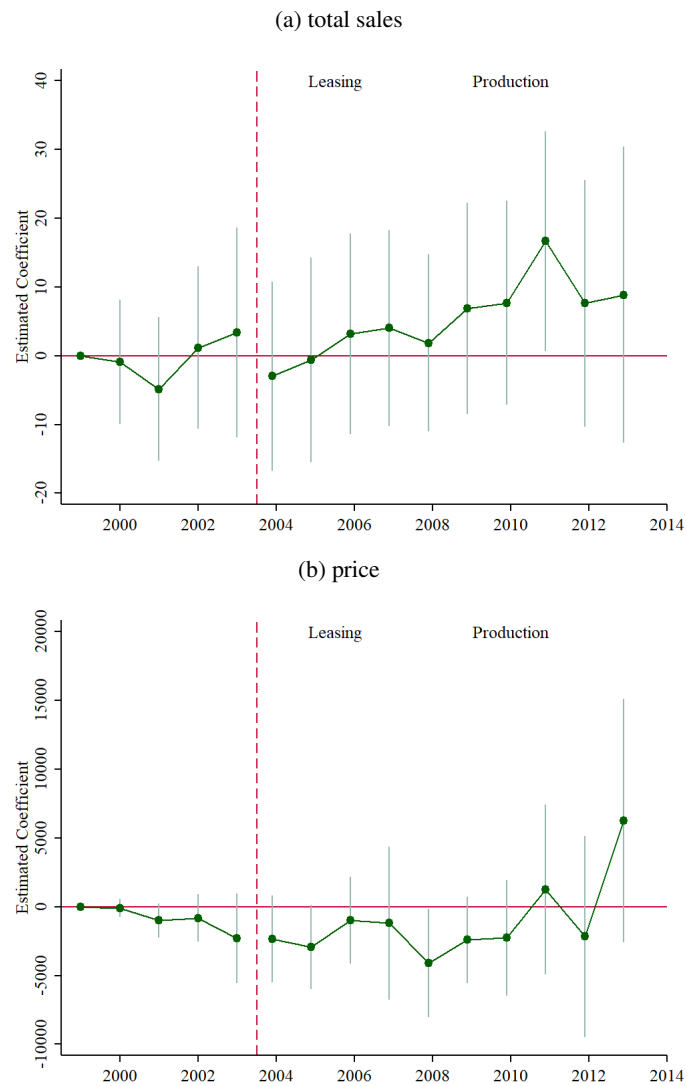 (a) total sales
Leasing Production
Estimated Coefficient
40
30
20
10
0
-10
-20
2000 2002 2004 2006 2008 2010 2012 2014
(b) price
Leasing Production
Estimated Coefficient
20000
15000
10000
5000
0
-5000
-10000
2000 2002 2004 2006 2008 2010 2012 2014